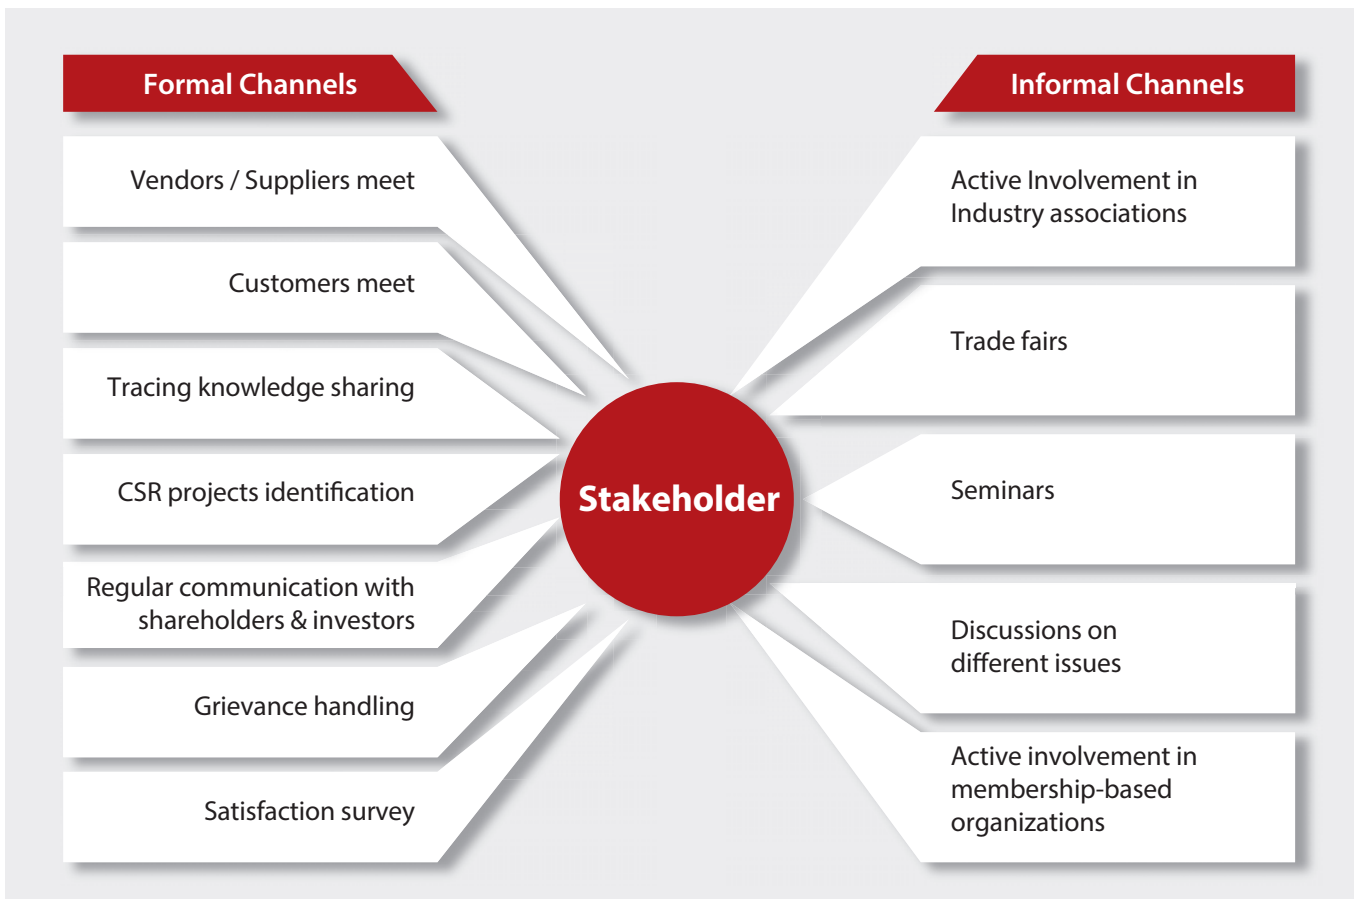 Formal Channels
Vendors / Suppliers meet
Customers meet
Tracing knowledge sharing
CSR projects identification
Regular communication with
shareholders & investors
Grievance handling
Satisfaction survey
Stakeholder
Informal Channels
Active Involvement in
Industry associations
Trade fairs
Seminars
Discussions on
different issues
Active involvement in
membership-based
organizations